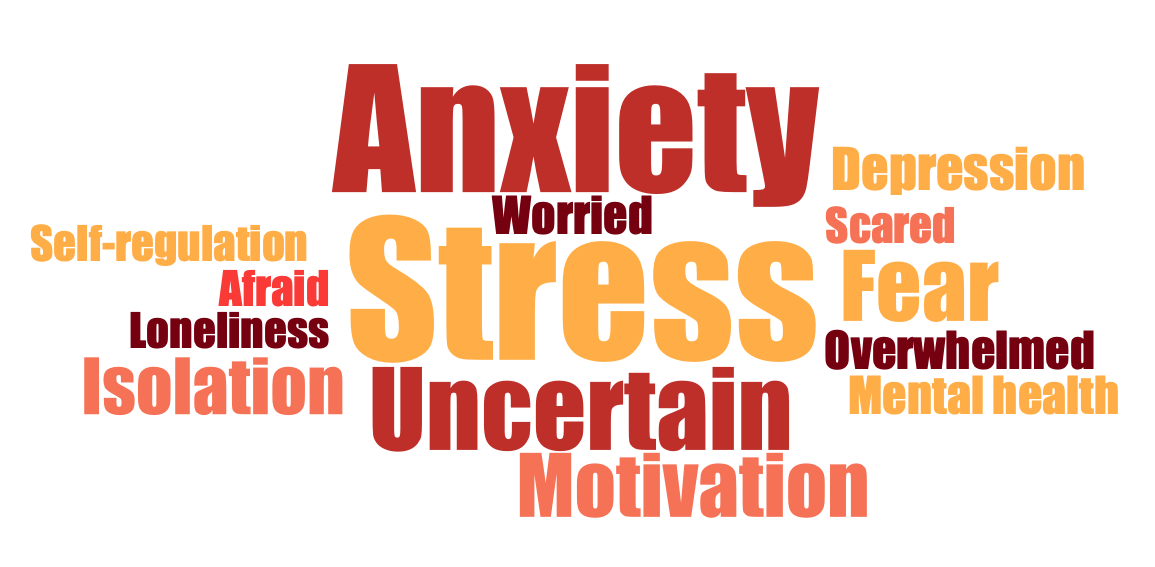 Anxiety
Depression
Worried
Scared
Self-regulation
Stress
Fear
Afraid
Loneliness
Overwhelmed
Isolation
Uncertain
Mental health
Motivation